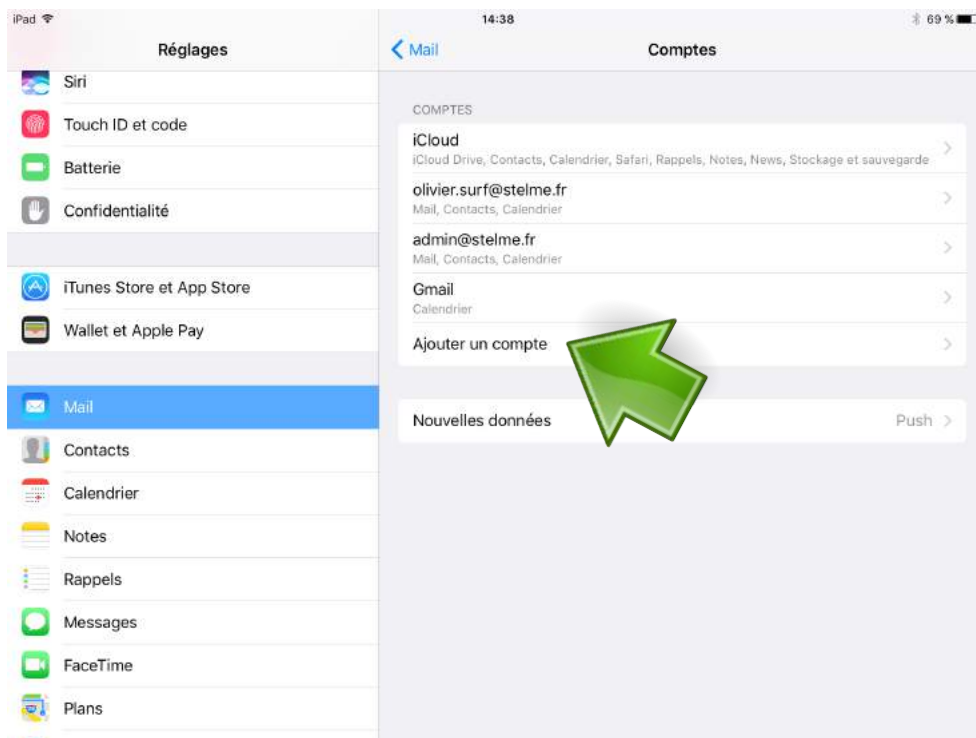 iPad
14:38
69 %
Réglages
Siri
Touch ID et code
Batterie
Confidentialité
iTunes Store et App Store
Wallet et Apple Pay
Mail
Contacts
Calendrier
Notes
Rappels
Messages
FaceTime
Plans
Mail
Comptes
COMPTES
iCloud
iCloud Drive, Contacts, Calendrier, Safari, Rappels, Notes, News, Stockage et sauvegarde
olivier.surf@stelme.fr
Mail, Contacts, Calendrier
admin@stelme.fr
Mail, Contacts, Calendrier
Gmail
Calendrier
Ajouter un compte
Nouvelles données
Push